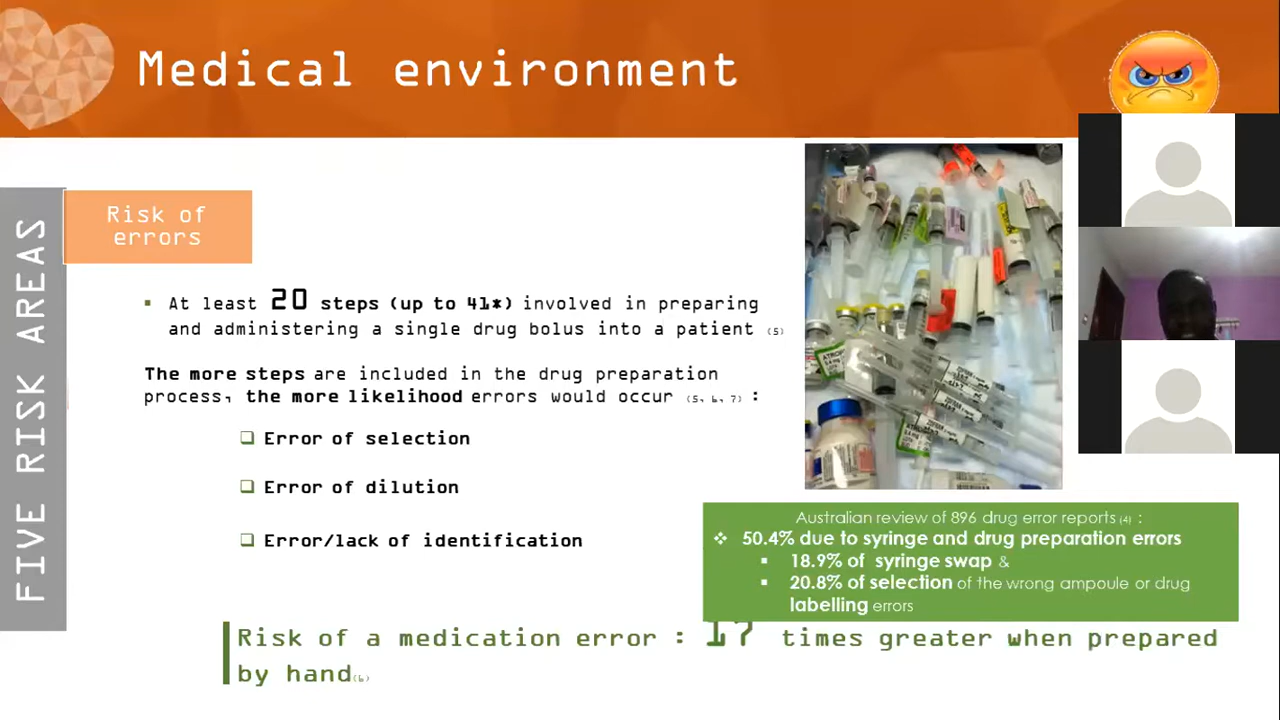 Medical environment
FIVE RISK AREAS
Risk of
errors
▪ At least 20 steps (up to 41*) involved in preparing
and administering a single drug bolus into a patient (5)
The more steps are included in the drug preparation
process, the more likelihood errors would occur (5, 6, 7) :
❑ Error of selection
❑ Error of dilution
❑ Error/lack of identification
Australian review of 896 drug error reports (4) :
❖ 50.4% due to syringe and drug preparation errors
▪ 18.9% of syringe swap &
▪ 20.8% of selection of the wrong ampoule or drug
labelling errors
Risk of a medication error : 17 times greater when prepared
by hand(6)